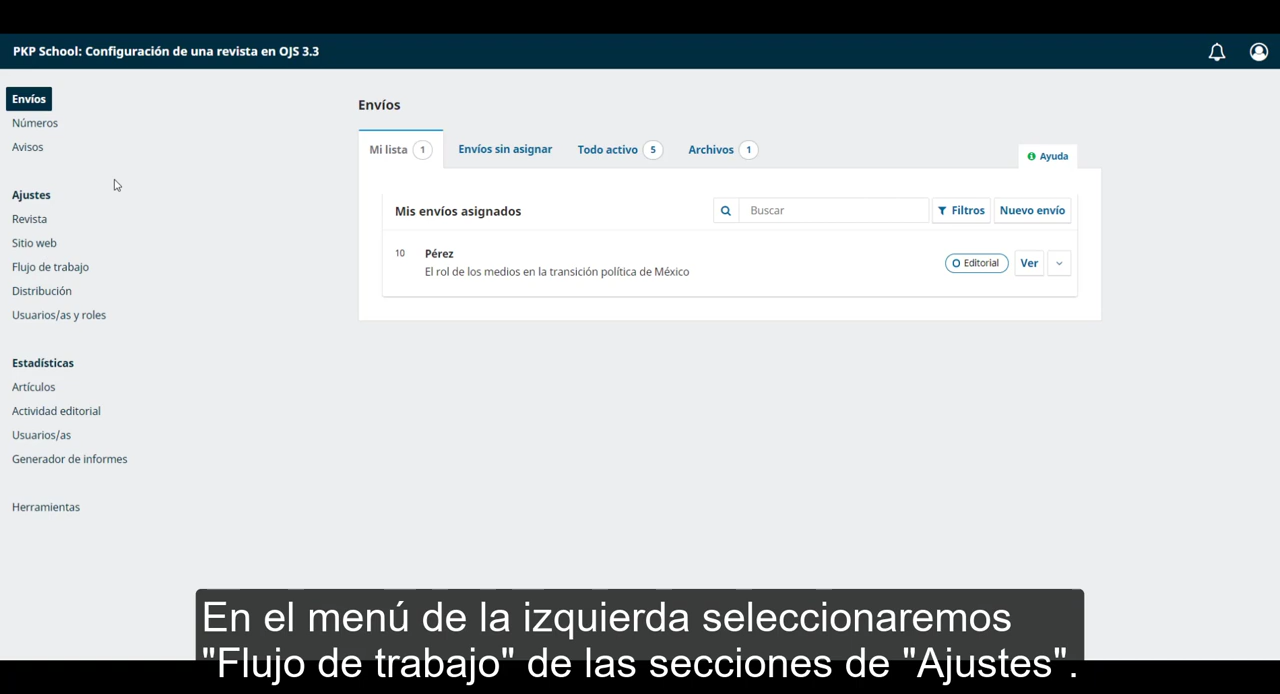 PKP School: Configuración de una revista en OJS 3.3
Envíos
Números
Avisos
Ajustes
Revista
Sitio web
Flujo de trabajo
Distribución
Usuarios/as y roles
Estadísticas
Artículos
Actividad editorial
Usuarios/as
Generador de informes
Herramientas
Envíos
Mi lista 1 Envíos sin asignar Todo activo 5 Archivos 1
Ayuda
Mis envíos asignados Buscar Filtros Nuevo envío
10 Pérez
El rol de los medios en la transición política de México
Editorial Ver
En el menú de la izquierda seleccionaremos
"Flujo de trabajo" de las secciones de "Ajustes".